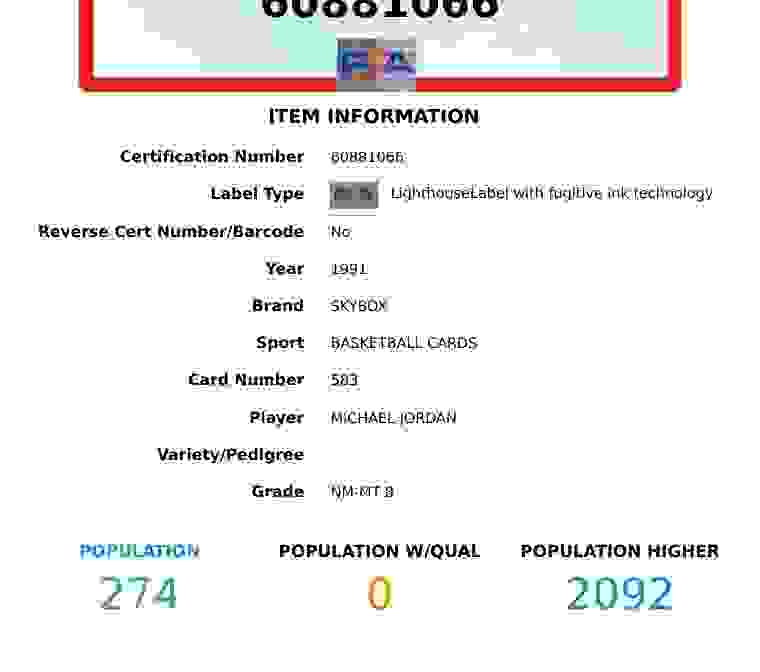 60881066
PSA
ITEM INFORMATION
Certification Number 60881066
Label Type LighthouseLabel with fugitive ink technology
Reverse Cert Number/Barcode No
Year 1991
Brand SKYBOX
Sport BASKETBALL CARDS
Card Number 583
Player MICHAEL JORDAN
Variety/Pedigree
Grade NM-MT 8
POPULATION POPULATION W/QUAL POPULATION HIGHER
274 0 2092